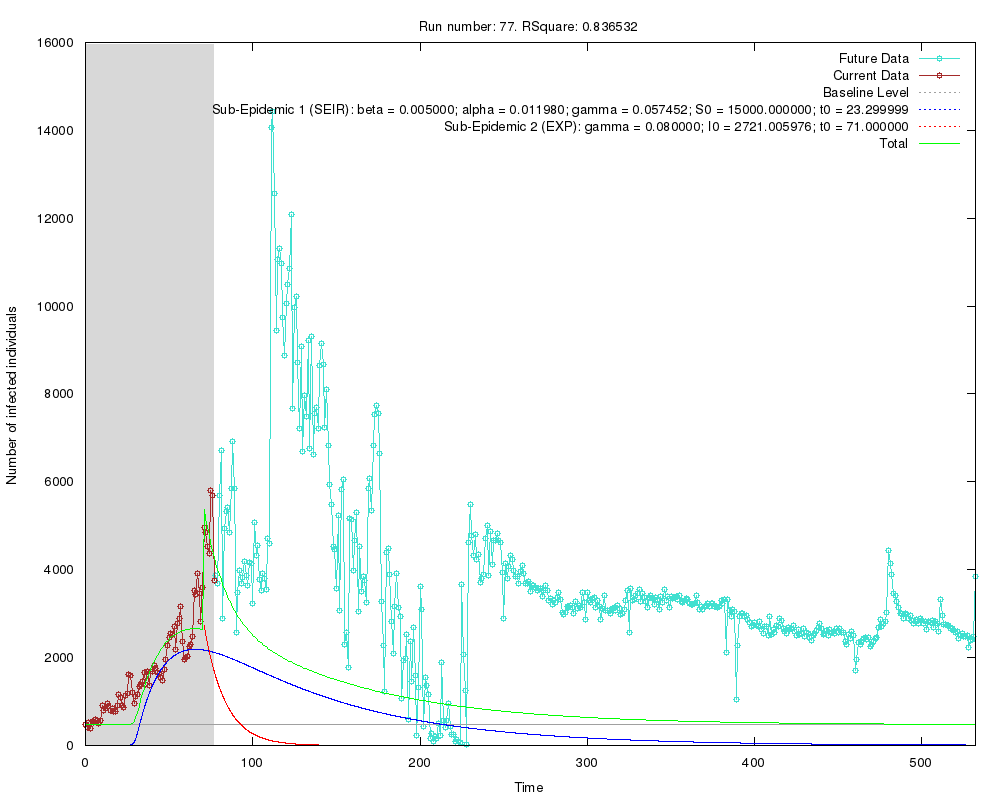 Run number: 77. RSquare: 0.836532
16000
14000
12000
10000
8000
6000
4000
2000
0
Number of infected individuals
Future Data
Current Data
Baseline Level
Sub-Epidemic 1 (SEIR): beta = 0.005000; alpha = 0.011980; gamma = 0.057452; S0 = 15000.000000; t0 = 23.299999
Sub-Epidemic 2 (EXP): gamma = 0.080000; I0 = 2721.005976; t0 = 71.000000
Total
0 100 200 300 400 500
Time